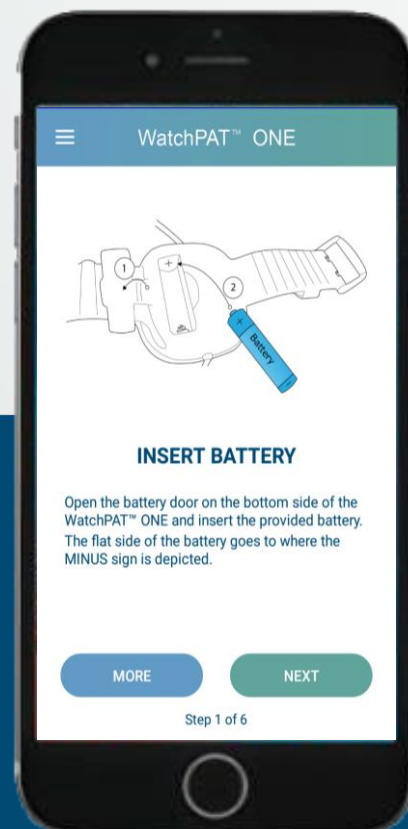 WatchPAT™ ONE
1
+
2
+
Battery
-
INSERT BATTERY
Open the battery door on the bottom side of the
WatchPAT™ ONE and insert the provided battery.
The flat side of the battery goes to where the
MINUS sign is depicted.
MORE
NEXT
Step 1 of 6